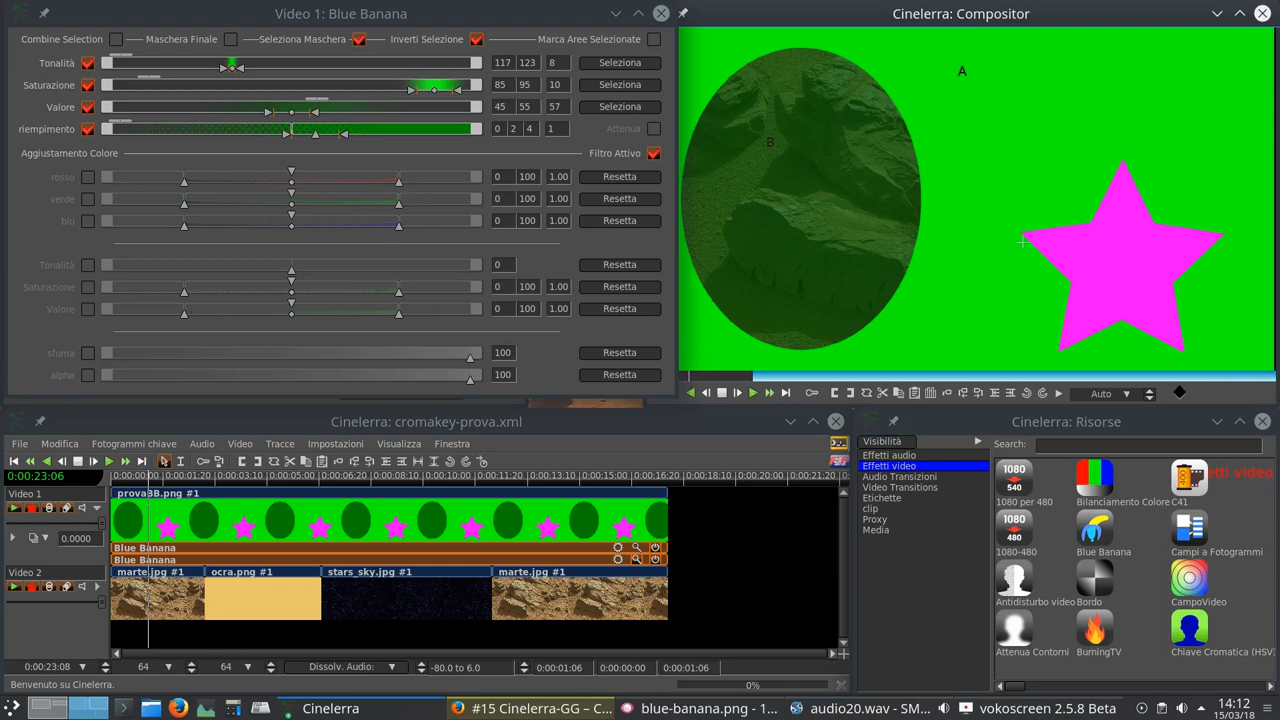 Video 1: Blue Banana
Combine Selection Maschera Finale Seleziona Maschera Inverti Selezione Marca Aree Selezionate
Tonalità 117 123 8 Seleziona
Saturazione 85 95 10 Seleziona
Valore 45 55 57 Seleziona
riempimento 0 2 4 1 Attenua
Aggiustamento Colore Filtro Attivo
rosso 0 100 1.00 Resetta
verde 0 100 1.00 Resetta
blu 0 100 1.00 Resetta
Tonalità 0 Resetta
Saturazione 0 100 1.00 Resetta
Valore 0 100 1.00 Resetta
sfuma 100 Resetta
alpha 100 Resetta
Cinelerra: Compositor
A
B
Auto
Cinelerra: cromakey-prova.xml
File Modifica Fotogrammi chiave Audio Video Tracce Impostazioni Visualizza Finestra
0:00:23:06
Video 1
prova3B.png #1
0.0000
Blue Banana
Blue Banana
Video 2
marte.jpg #1 ocra.png #1 stars_sky.jpg #1 marte.jpg #1
0:00:23:08 64 64 Dissolv. Audio: -80.0 to 6.0 0:00:01:06 0:00:00:00 0:00:01:06
Benvenuto su Cinelerra. 0%
Cinelerra: Risorse
Visibilità Search:
Effetti audio
Effetti video
Audio Transizioni
Video Transitions
Etichette
clip
Proxy
Media
1080
540
1080 per 480 Bilanciamento Colore C41
1080
480
1080-480 Blue Banana Campi a Fotogrammi
Antidisturbo video Bordo CampoVideo
Attenua Contorni BurningTV Chiave Cromatica (HSV)
Cinelerra #15 Cinelerra-GG – C... blue-banana.png - 1... audio20.wav - SM... vokoscreen 2.5.8 Beta 14:12
15/03/18